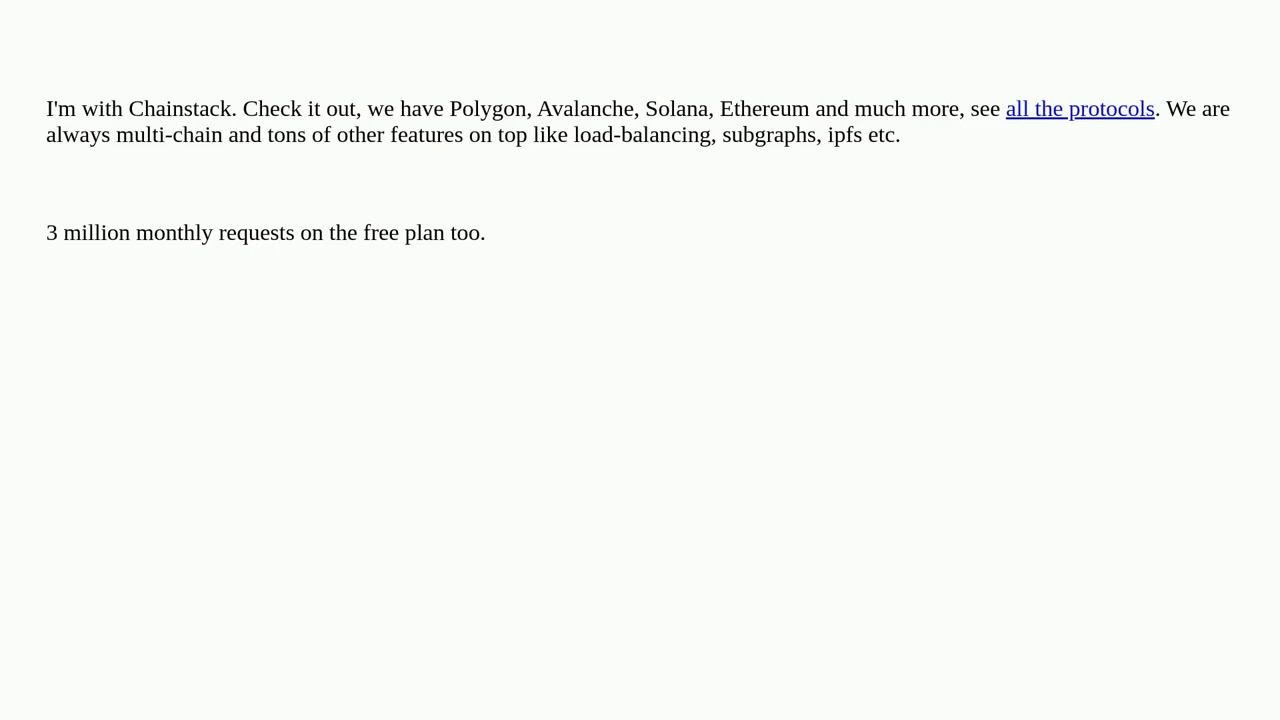 I'm with Chainstack. Check it out, we have Polygon, Avalanche, Solana, Ethereum and much more, see all the protocols. We are
always multi-chain and tons of other features on top like load-balancing, subgraphs, ipfs etc.
3 million monthly requests on the free plan too.